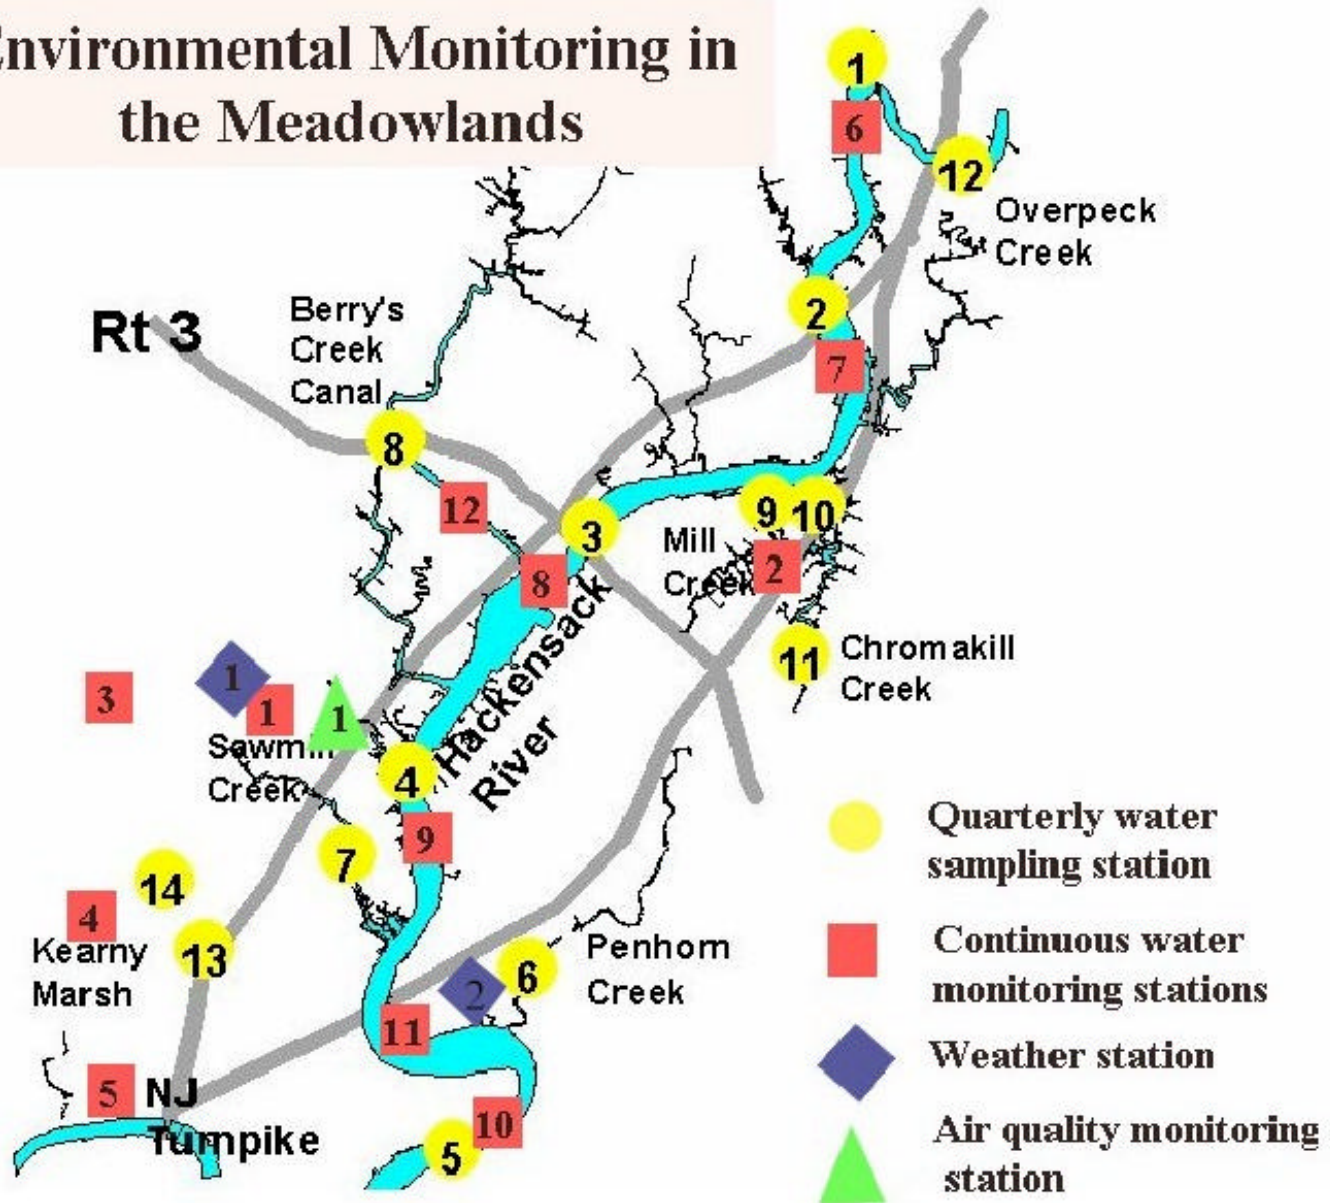 Environmental Monitoring in
the Meadowlands
1
6
12
Overpeck
Creek
2
7
Berry's
Creek
Canal
Rt 3
8
12
3
9
10
Mill
Creek
2
8
Hackensack
River
11
Chromakill
Creek
3
1
1
1
Sawmill
Creek
4
9
7
14
4
13
Kearny
Marsh
2
6
Penhorn
Creek
11
5
NJ
Turnpike
10
5
Quarterly water
sampling station
Continuous water
monitoring stations
Weather station
Air quality monitoring
station